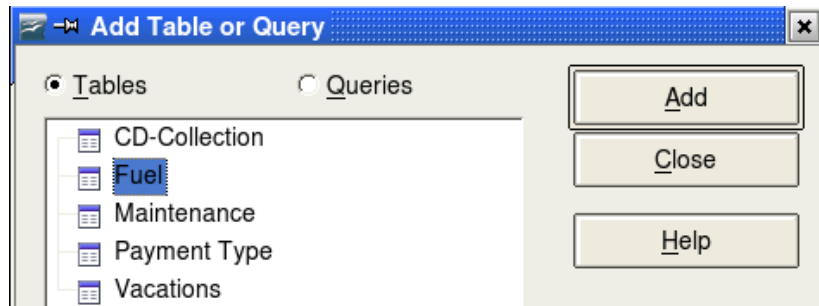 Add Table or Query
Tables Queries
CD-Collection
Fuel
Maintenance
Payment Type
Vacations
Add
Close
Help